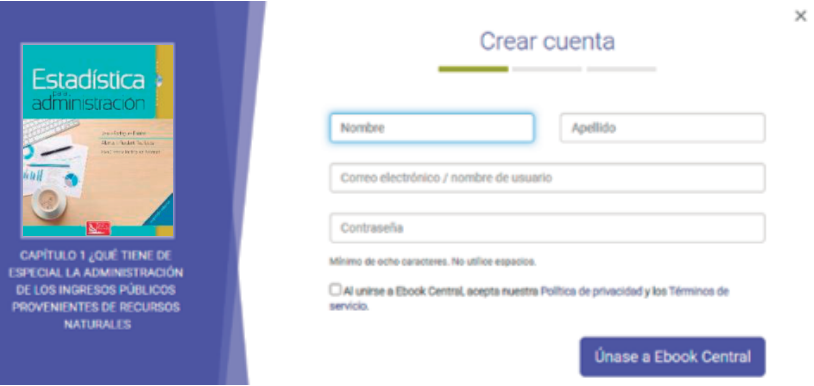 ×
Crear cuenta
Estadística
para
administración
Nombre
Apellido
Correo electrónico / nombre de usuario
Contraseña
Mínimo de ocho caracteres. No utilice espacios.
Al unirse a Ebook Central, acepta nuestra Política de privacidad y los Términos de
servicio.
Únase a Ebook Central
CAPÍTULO 1 ¿QUÉ TIENE DE
ESPECIAL LA ADMINISTRACIÓN
DE LOS INGRESOS PÚBLICOS
PROVENIENTES DE RECURSOS
NATURALES